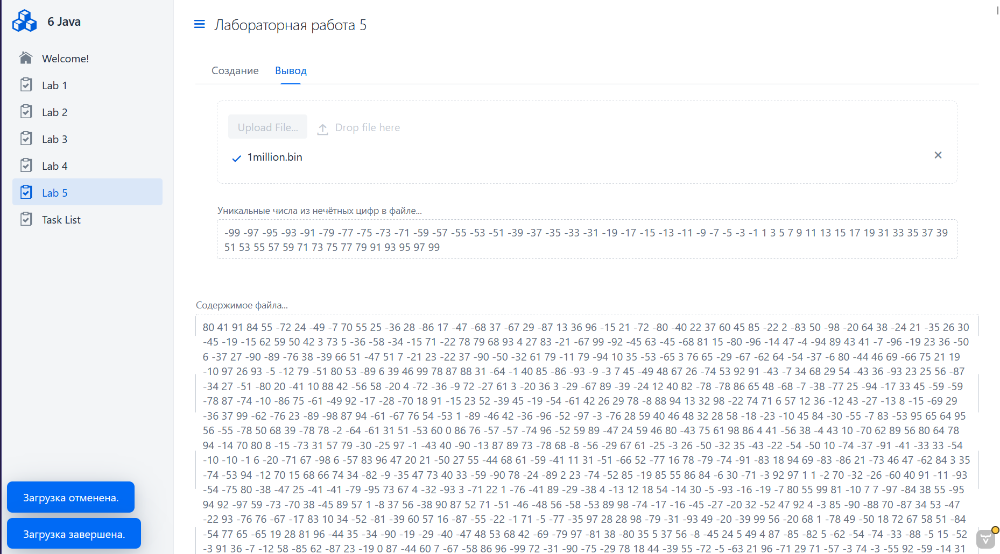 6 Java
Welcome!
Lab 1
Lab 2
Lab 3
Lab 4
Lab 5
Task List
Лабораторная работа 5
Создание Вывод
Upload File... Drop file here
1million.bin
Уникальные числа из нечётных цифр в файле...
-99 -97 -95 -93 -91 -79 -77 -75 -73 -71 -59 -57 -55 -53 -51 -39 -37 -35 -33 -31 -19 -17 -15 -13 -11 -9 -7 -5 -3 -1 1 3 5 7 9 11 13 15 17 19 31 33 35 37 39
51 53 55 57 59 71 73 75 77 79 91 93 95 97 99
Содержимое файла...
80 41 91 84 55 -72 24 -49 -7 70 55 25 -36 28 -86 17 -47 -68 37 -67 29 -87 13 36 96 -15 21 -72 -80 -40 22 37 60 45 85 -22 2 -83 50 -98 -20 64 38 -24 21 -35 26 30
-45 -19 -15 62 59 50 42 3 73 5 -36 -58 -34 -15 71 -22 78 79 68 93 4 27 83 -21 -67 99 -92 -45 63 -45 -68 81 15 -80 -96 -14 47 -4 -94 89 43 41 -7 -96 -19 23 36 -50
6 -37 27 -90 -89 -76 38 -39 66 51 -47 51 7 -21 23 -22 37 -90 -50 -32 61 79 -11 79 -94 10 35 -53 -65 3 76 65 -29 -67 -62 64 -54 -37 -6 80 -44 46 69 -66 75 21 19
-10 97 26 93 -5 -12 79 -51 80 53 -89 6 39 46 99 78 87 88 31 -64 -1 40 85 -86 -93 -9 -3 7 45 -49 48 67 26 -74 53 92 91 -43 -7 34 68 29 54 -43 36 -93 23 25 56 -87
-34 27 -51 -80 20 -41 10 88 42 -56 58 -20 4 -72 -36 -9 72 -27 61 3 -20 36 3 -29 -67 89 -39 -24 12 40 82 -78 -78 86 65 48 -68 -7 -38 -77 25 -94 -17 33 45 -59 -59
-78 87 -74 -10 -86 75 -61 -49 92 -17 -28 -70 18 91 -15 23 52 -39 45 -19 -54 -61 42 26 29 78 -8 88 94 13 32 98 -22 74 71 6 57 12 36 -12 43 -27 -13 8 -15 -69 29
-36 37 99 -62 -76 23 -89 -98 87 94 -61 -67 76 54 -53 1 -89 -46 42 -36 -96 -52 -97 -3 -76 28 59 40 46 48 32 28 58 -18 -23 -10 45 84 -30 -55 -7 83 -53 95 65 64 95
56 -55 -78 50 68 39 -78 78 -2 -64 -61 31 51 -53 60 0 86 76 -57 -57 -74 96 -52 59 89 -47 24 59 46 80 -43 75 61 98 86 4 41 -56 38 -4 43 10 -70 62 89 56 80 64 78
94 -14 70 80 8 -15 -73 31 57 79 -30 -25 97 -1 -43 40 -90 -13 87 89 73 -78 68 -8 -56 -29 67 61 -25 -3 26 -50 -32 35 -43 -22 -54 -50 10 -74 -37 -91 -41 -33 33 -54
-10 -10 -1 6 -20 -71 67 -98 6 -57 83 96 47 20 21 -50 27 55 -44 68 61 -59 -41 11 31 -51 -66 52 -77 16 78 -79 -74 -91 -83 18 94 69 -83 -86 21 -73 46 47 -62 84 3 35
-74 -53 94 -12 70 15 68 66 74 34 -82 -9 -35 47 73 40 33 -59 -90 78 -24 -89 2 23 -74 -52 85 -19 85 55 86 84 -6 30 -71 -3 92 97 1 1 -2 70 -32 -26 -60 40 91 -11 -93
-54 -75 80 -38 -47 25 -41 -41 -79 -95 73 67 4 -32 -93 3 -71 22 1 -76 -41 89 -29 -38 4 -13 12 18 54 -14 30 -5 -93 -16 -19 -7 80 55 99 81 -10 7 7 -97 -84 38 55 -95
94 92 -97 59 -73 -70 38 -45 89 57 1 -8 37 56 -38 90 87 52 71 -51 -46 -48 56 -58 -53 89 98 -74 -17 -16 -45 -27 -20 32 -52 47 92 4 -3 85 -90 -88 70 -87 34 53 -47
-22 93 -76 76 -67 -17 83 10 34 -52 -81 -39 60 57 16 -87 -55 -22 -1 71 -5 -77 -35 97 28 28 98 -79 -31 -93 49 -20 -39 99 56 -20 68 1 -78 49 -50 18 72 67 58 51 -84
-54 77 65 -65 19 28 81 96 -44 35 -34 -90 -19 -29 -40 -47 48 53 68 42 -69 -79 97 -81 38 -80 35 5 37 56 -8 -45 24 5 49 4 87 -85 -82 5 -62 -54 -74 -33 -88 -5 15 -52
-3 91 36 -7 -12 58 -85 62 -87 23 -19 0 87 -44 60 7 -67 -58 86 96 -99 72 -31 -90 -75 -29 78 18 44 -39 55 -72 -5 -63 21 96 -71 29 71 -57 -3 74 -3 -55 92 -59 -14 31
Загрузка отменена.
Загрузка завершена.